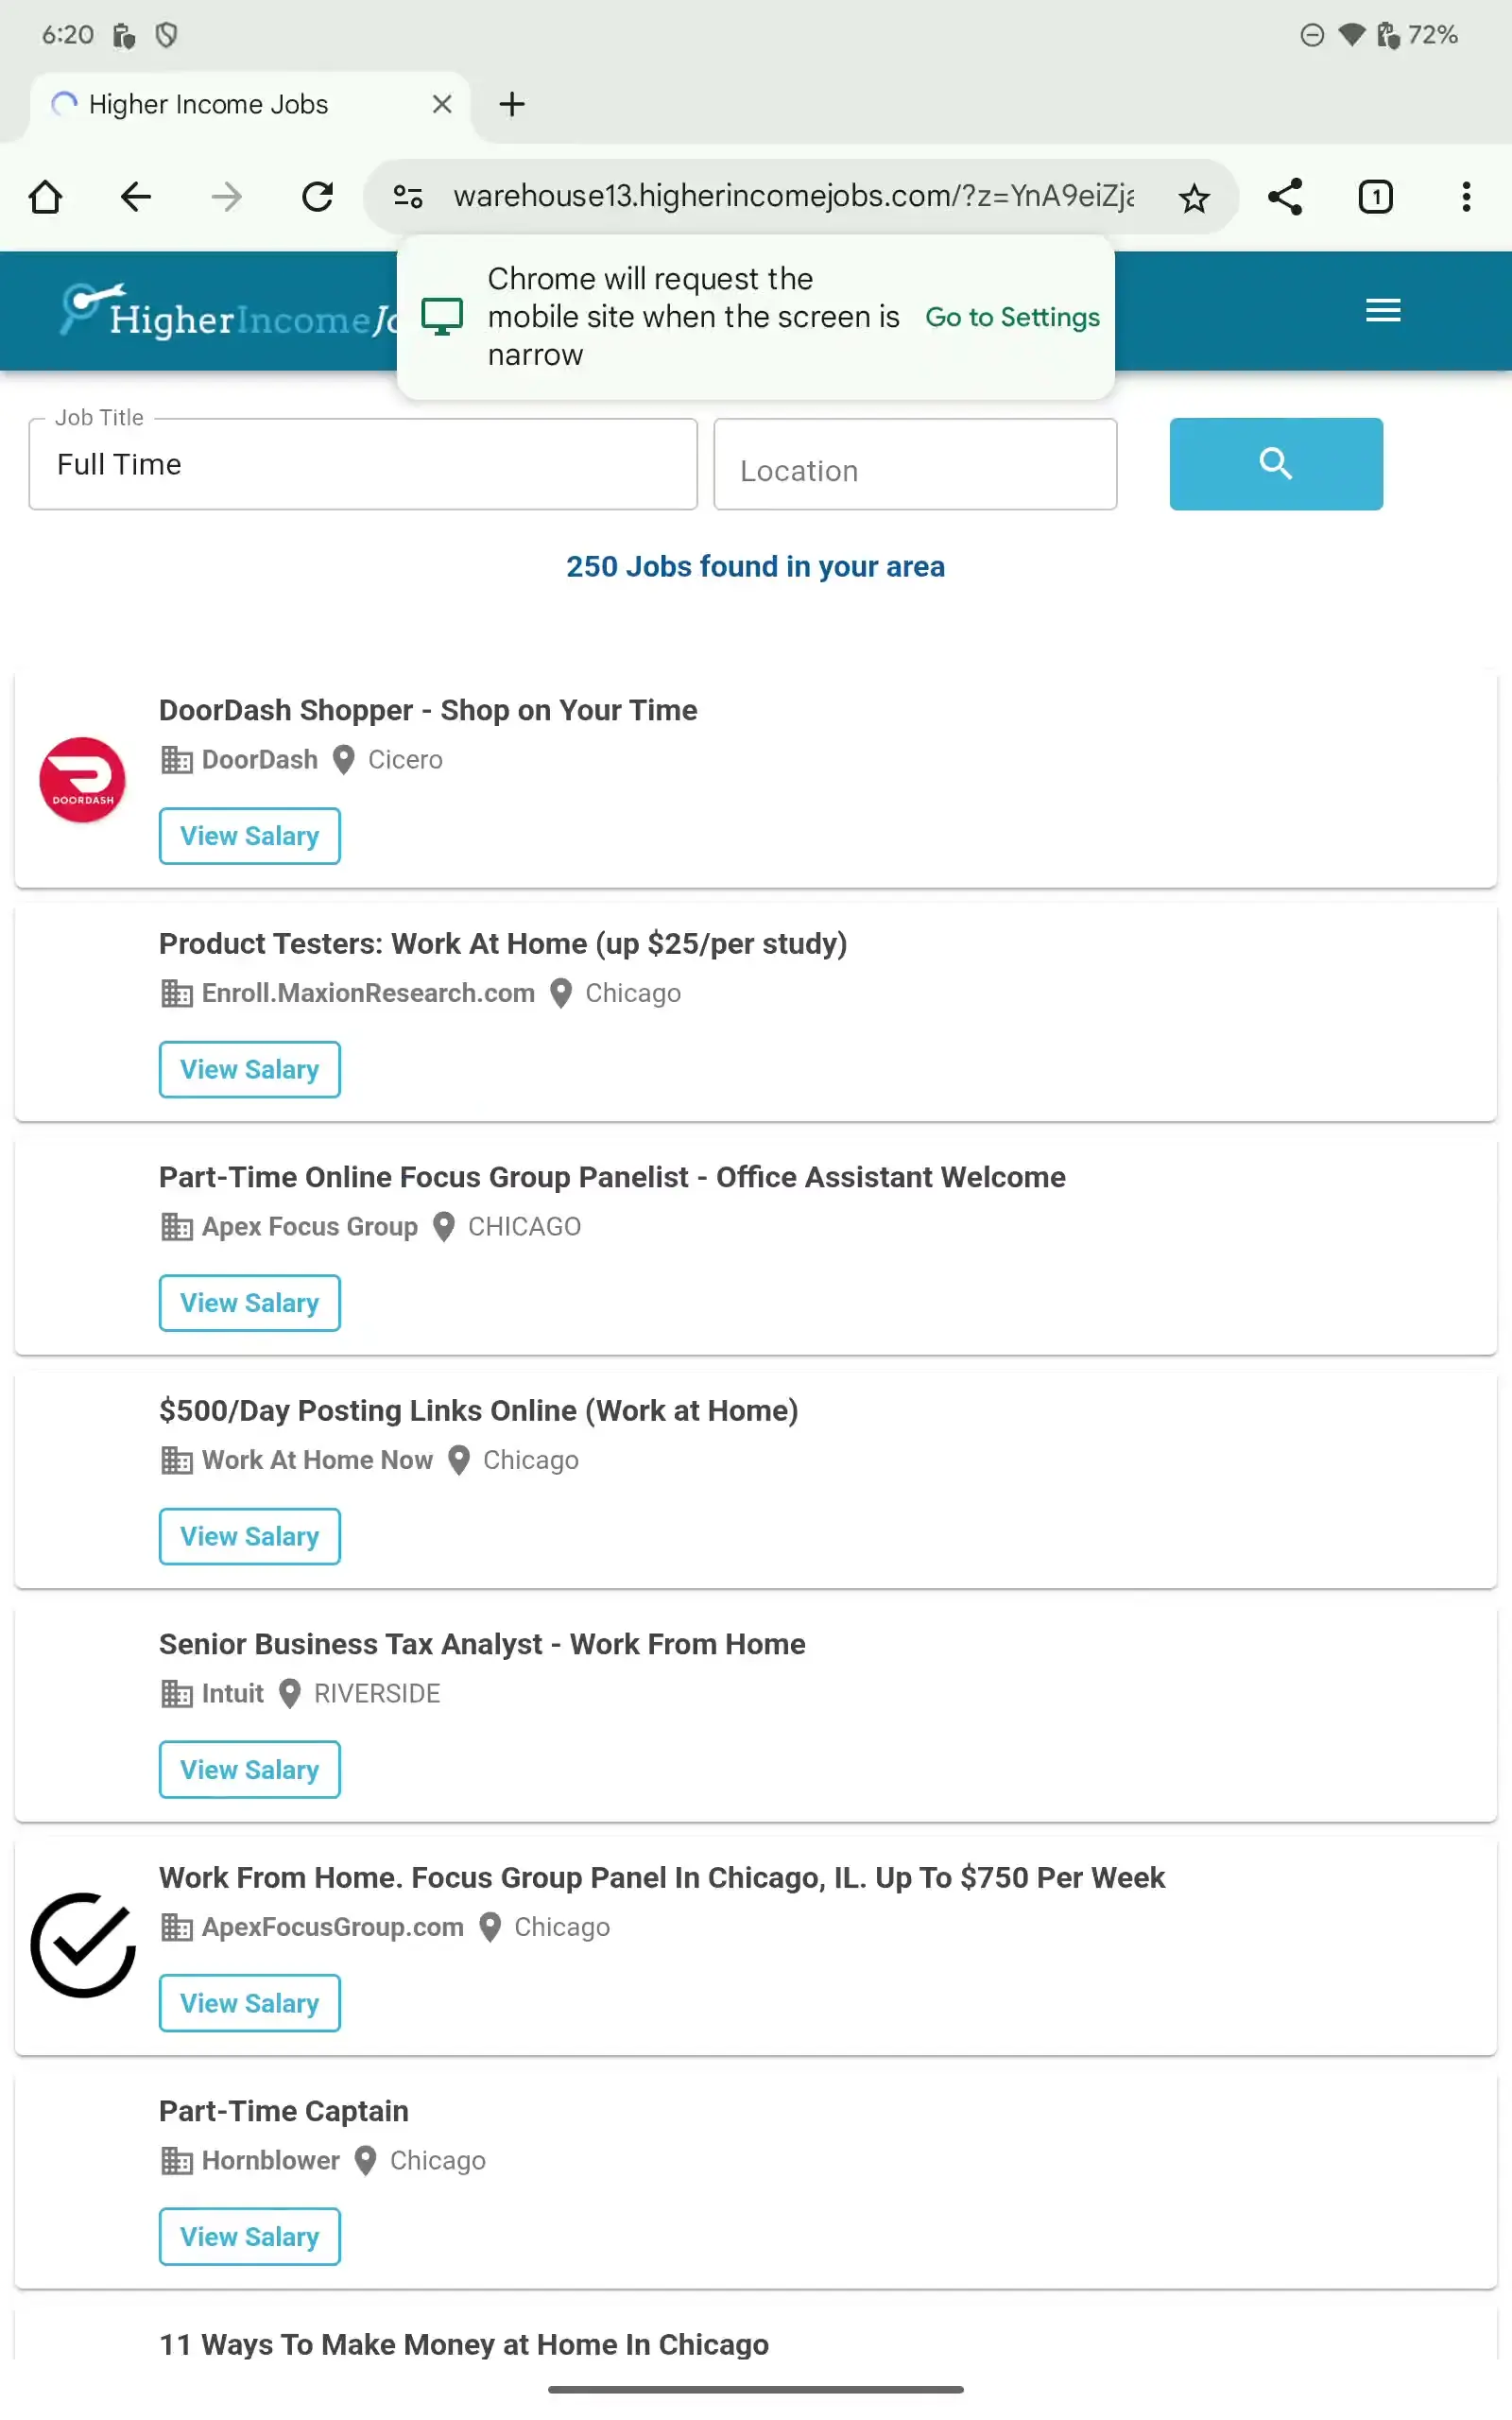 6:20
72%
Higher Income Jobs
warehouse13.higherincomejobs.com/?z=YnA9eiZja
1
HigherIncomeJo
Chrome will request the
mobile site when the screen is
narrow
Go to Settings
Job Title
Full Time
Location
250 Jobs found in your area
DoorDash Shopper - Shop on Your Time
DoorDash Cicero
DOORDASH
View Salary
Product Testers: Work At Home (up $25/per study)
Enroll.MaxionResearch.com Chicago
View Salary
Part-Time Online Focus Group Panelist - Office Assistant Welcome
Apex Focus Group CHICAGO
View Salary
$500/Day Posting Links Online (Work at Home)
Work At Home Now Chicago
View Salary
Senior Business Tax Analyst - Work From Home
Intuit RIVERSIDE
View Salary
Work From Home. Focus Group Panel In Chicago, IL. Up To $750 Per Week
ApexFocusGroup.com Chicago
View Salary
Part-Time Captain
Hornblower Chicago
View Salary
11 Ways To Make Money at Home In Chicago